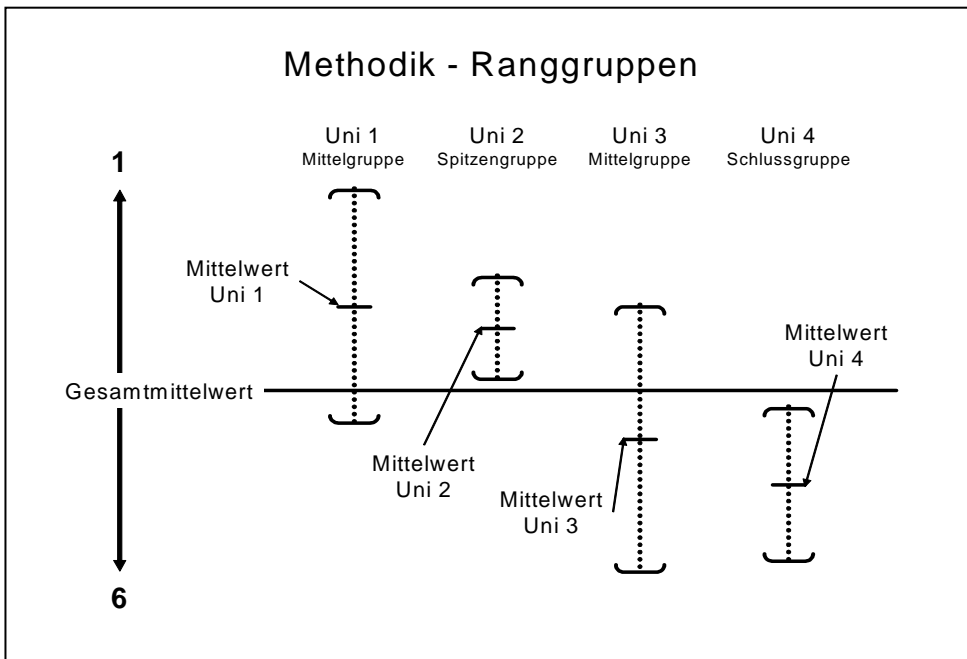 Methodik - Ranggruppen
Uni 1
Mittelgruppe
Uni 2
Spitzengruppe
Uni 3
Mittelgruppe
Uni 4
Schlussgruppe
1
Mittelwert
Uni 1
Mittelwert
Uni 4
Gesamtmittelwert
Mittelwert
Uni 2
Mittelwert
Uni 3
6